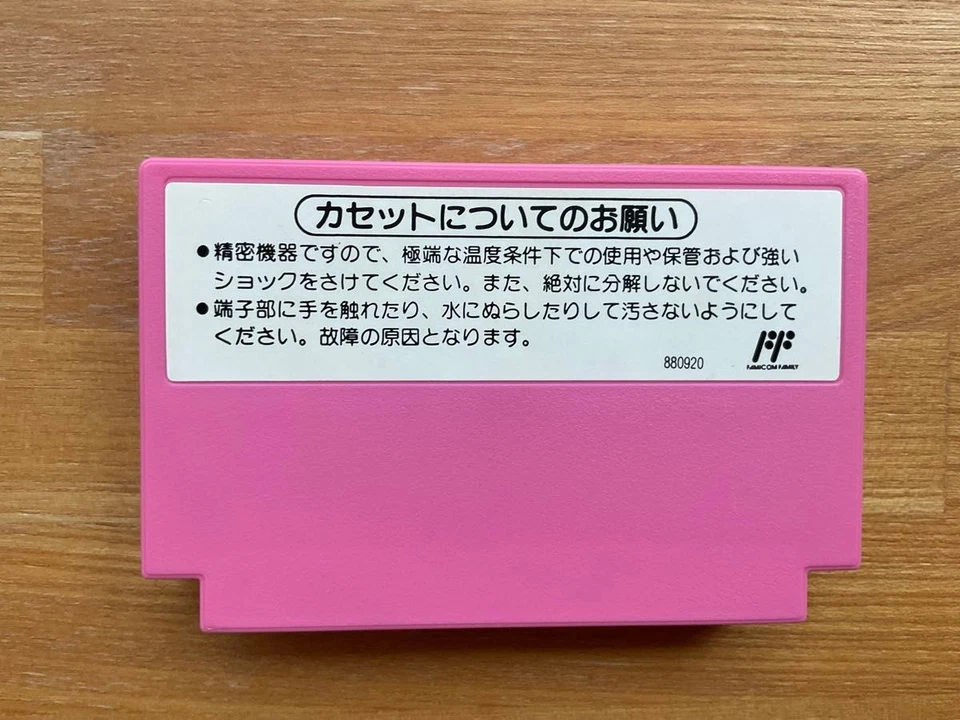 カセットについてのお願い
●精密機器ですので、極端な温度条件下での使用や保管および強い
ショックをさけてください。また、絶対に分解しないでください。
●端子部に手を触れたり、水にぬらしたりして汚さないようにして
ください。故障の原因となります。
880920
FAMICOM FAMILY